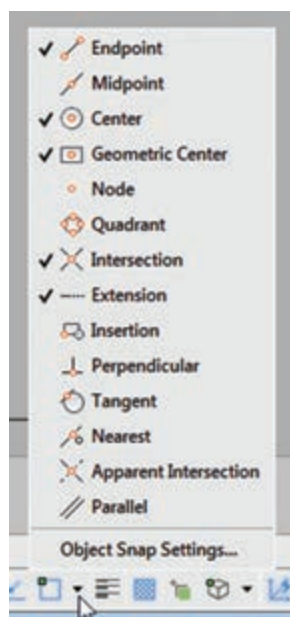 Endpoint
Midpoint
Center
Geometric Center
Node
Quadrant
Intersection
Extension
Insertion
Perpendicular
Tangent
Nearest
Apparent Intersection
Parallel
Object Snap Settings...